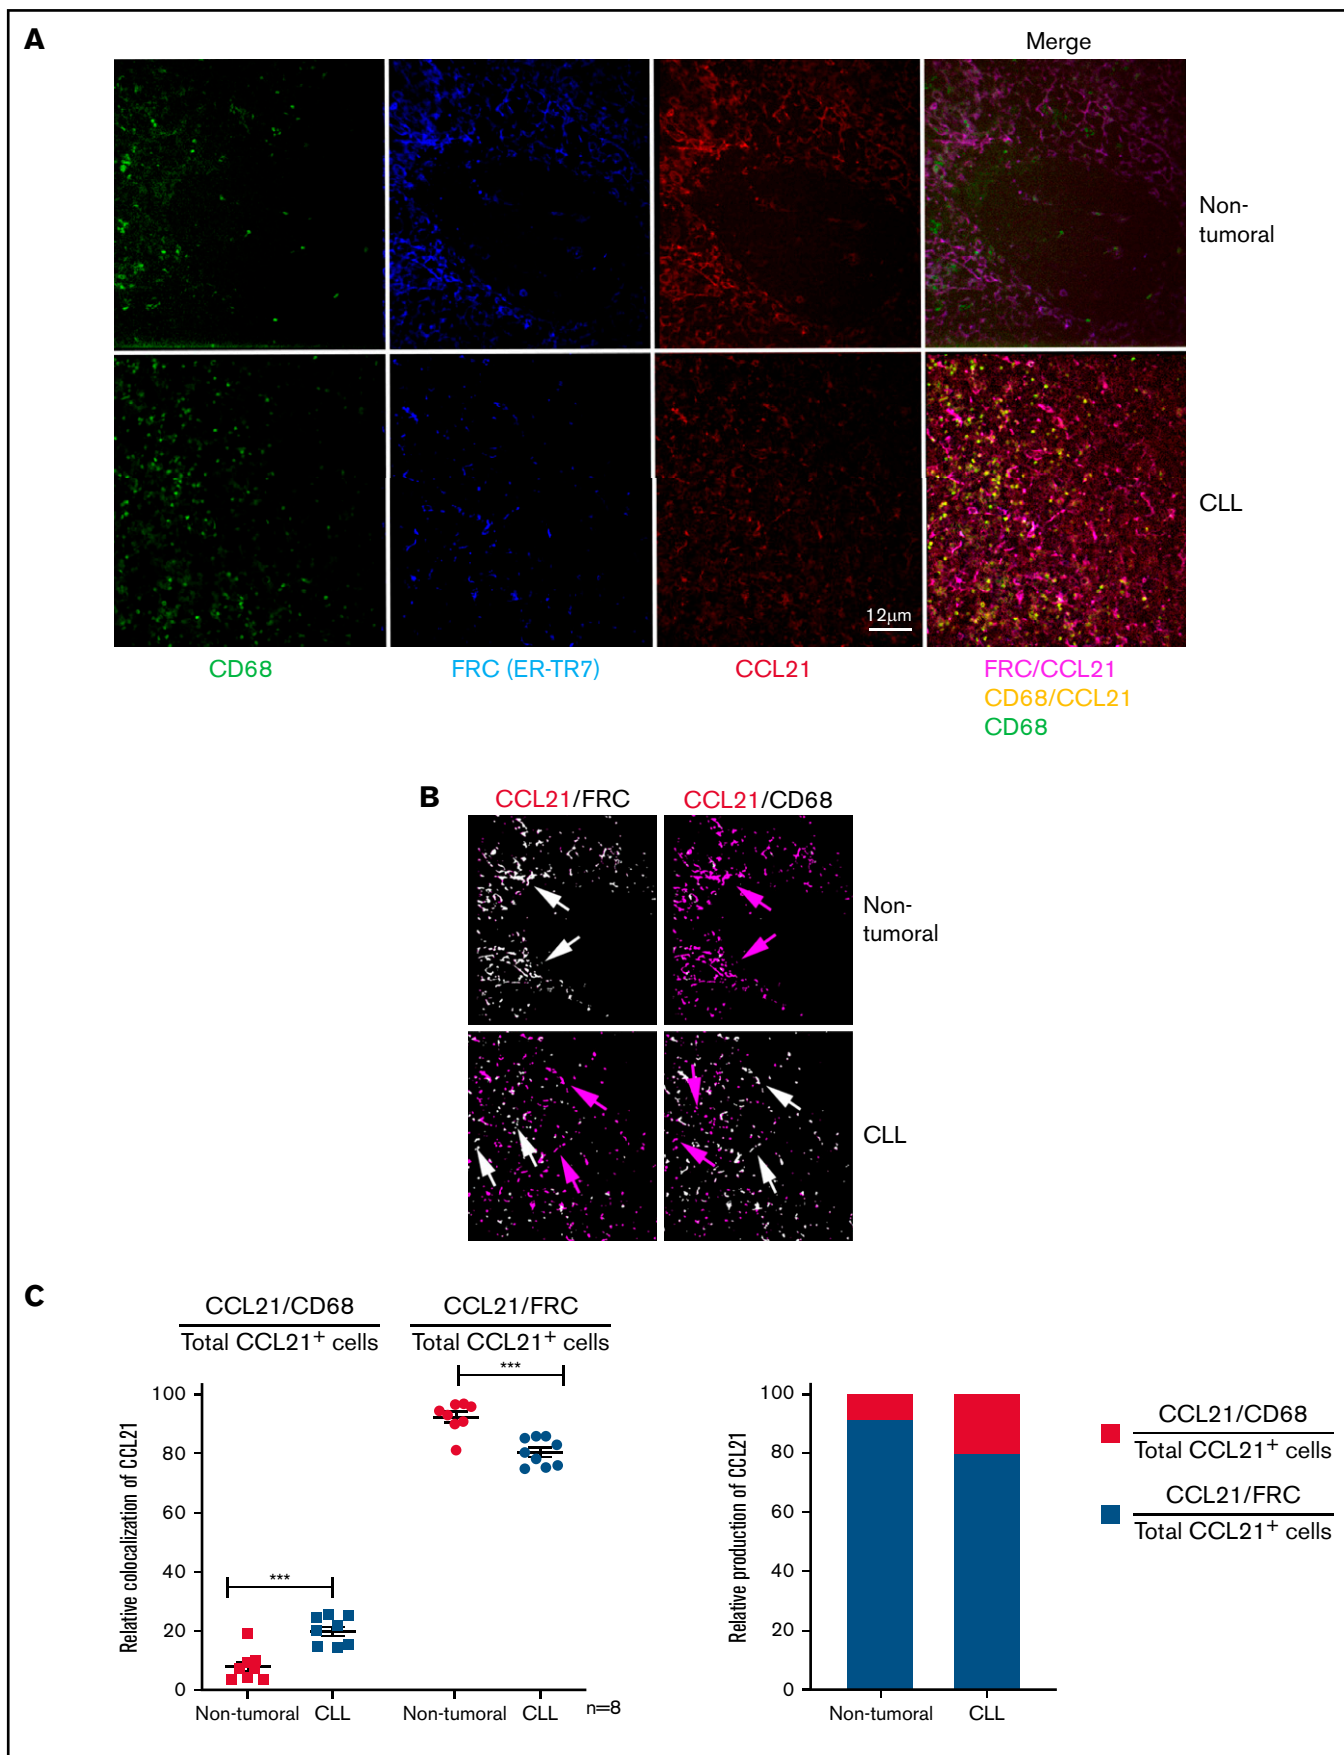 A
Merge
Non-
tumoral
CLL
12μm
CD68
FRC (ER-TR7)
CCL21
FRC/CCL21
CD68/CCL21
CD68
B
CCL21/FRC
CCL21/CD68
Non-
tumoral
CLL
C
CCL21/CD68
Total CCL21⁺ cells
CCL21/FRC
Total CCL21⁺ cells
***
***
Relative colocalization of CCL21
100
80
60
40
20
0
Non-tumoral
CLL
Non-tumoral
CLL
n=8
Relative production of CCL21
100
80
60
40
20
0
Non-tumoral
CLL
CCL21/CD68
Total CCL21⁺ cells
CCL21/FRC
Total CCL21⁺ cells